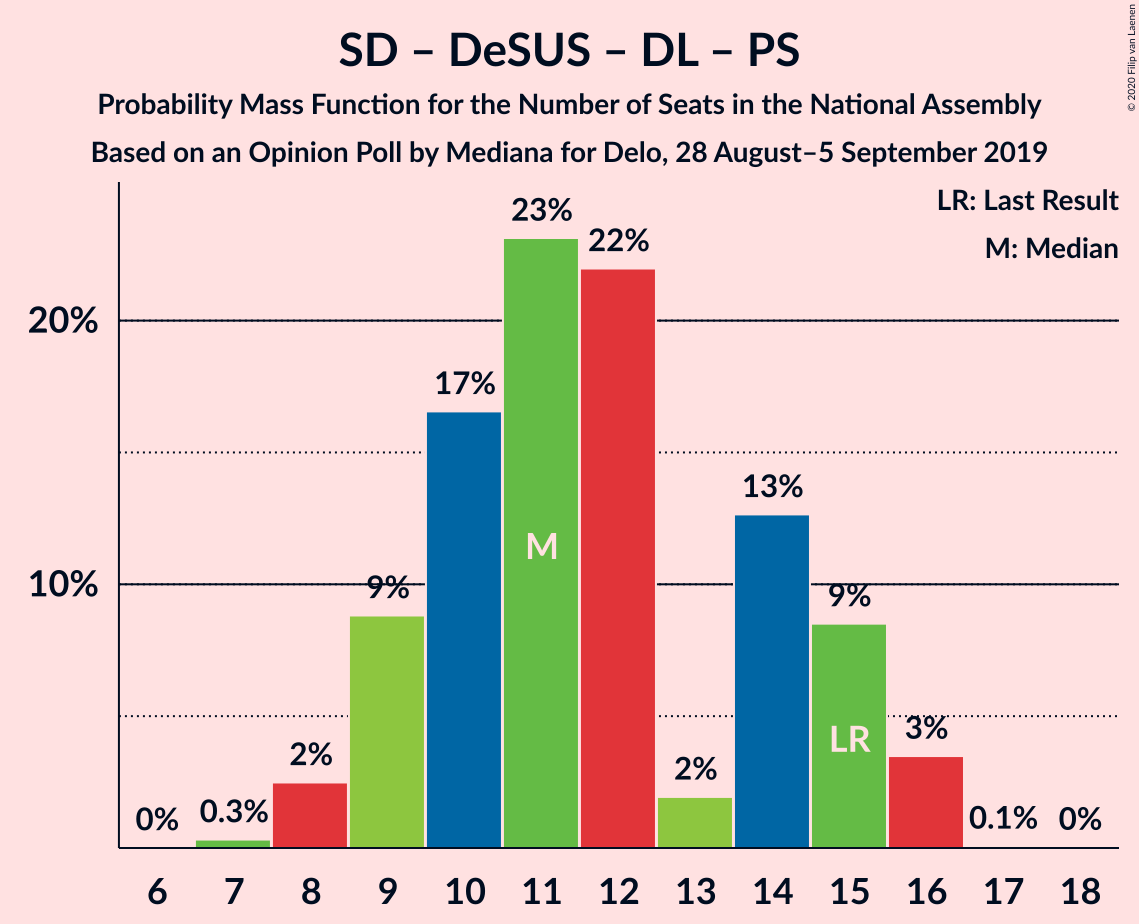 SD – DeSUS – DL – PS
Probability Mass Function for the Number of Seats in the National Assembly
Based on an Opinion Poll by Mediana for Delo, 28 August–5 September 2019
© 2020 Filip van Laenen
LR: Last Result
M: Median
20%
10%
0%
0.3%
2%
9%
17%
23%
22%
2%
13%
9%
3%
0.1%
0%
M
LR
6 7 8 9 10 11 12 13 14 15 16 17 18